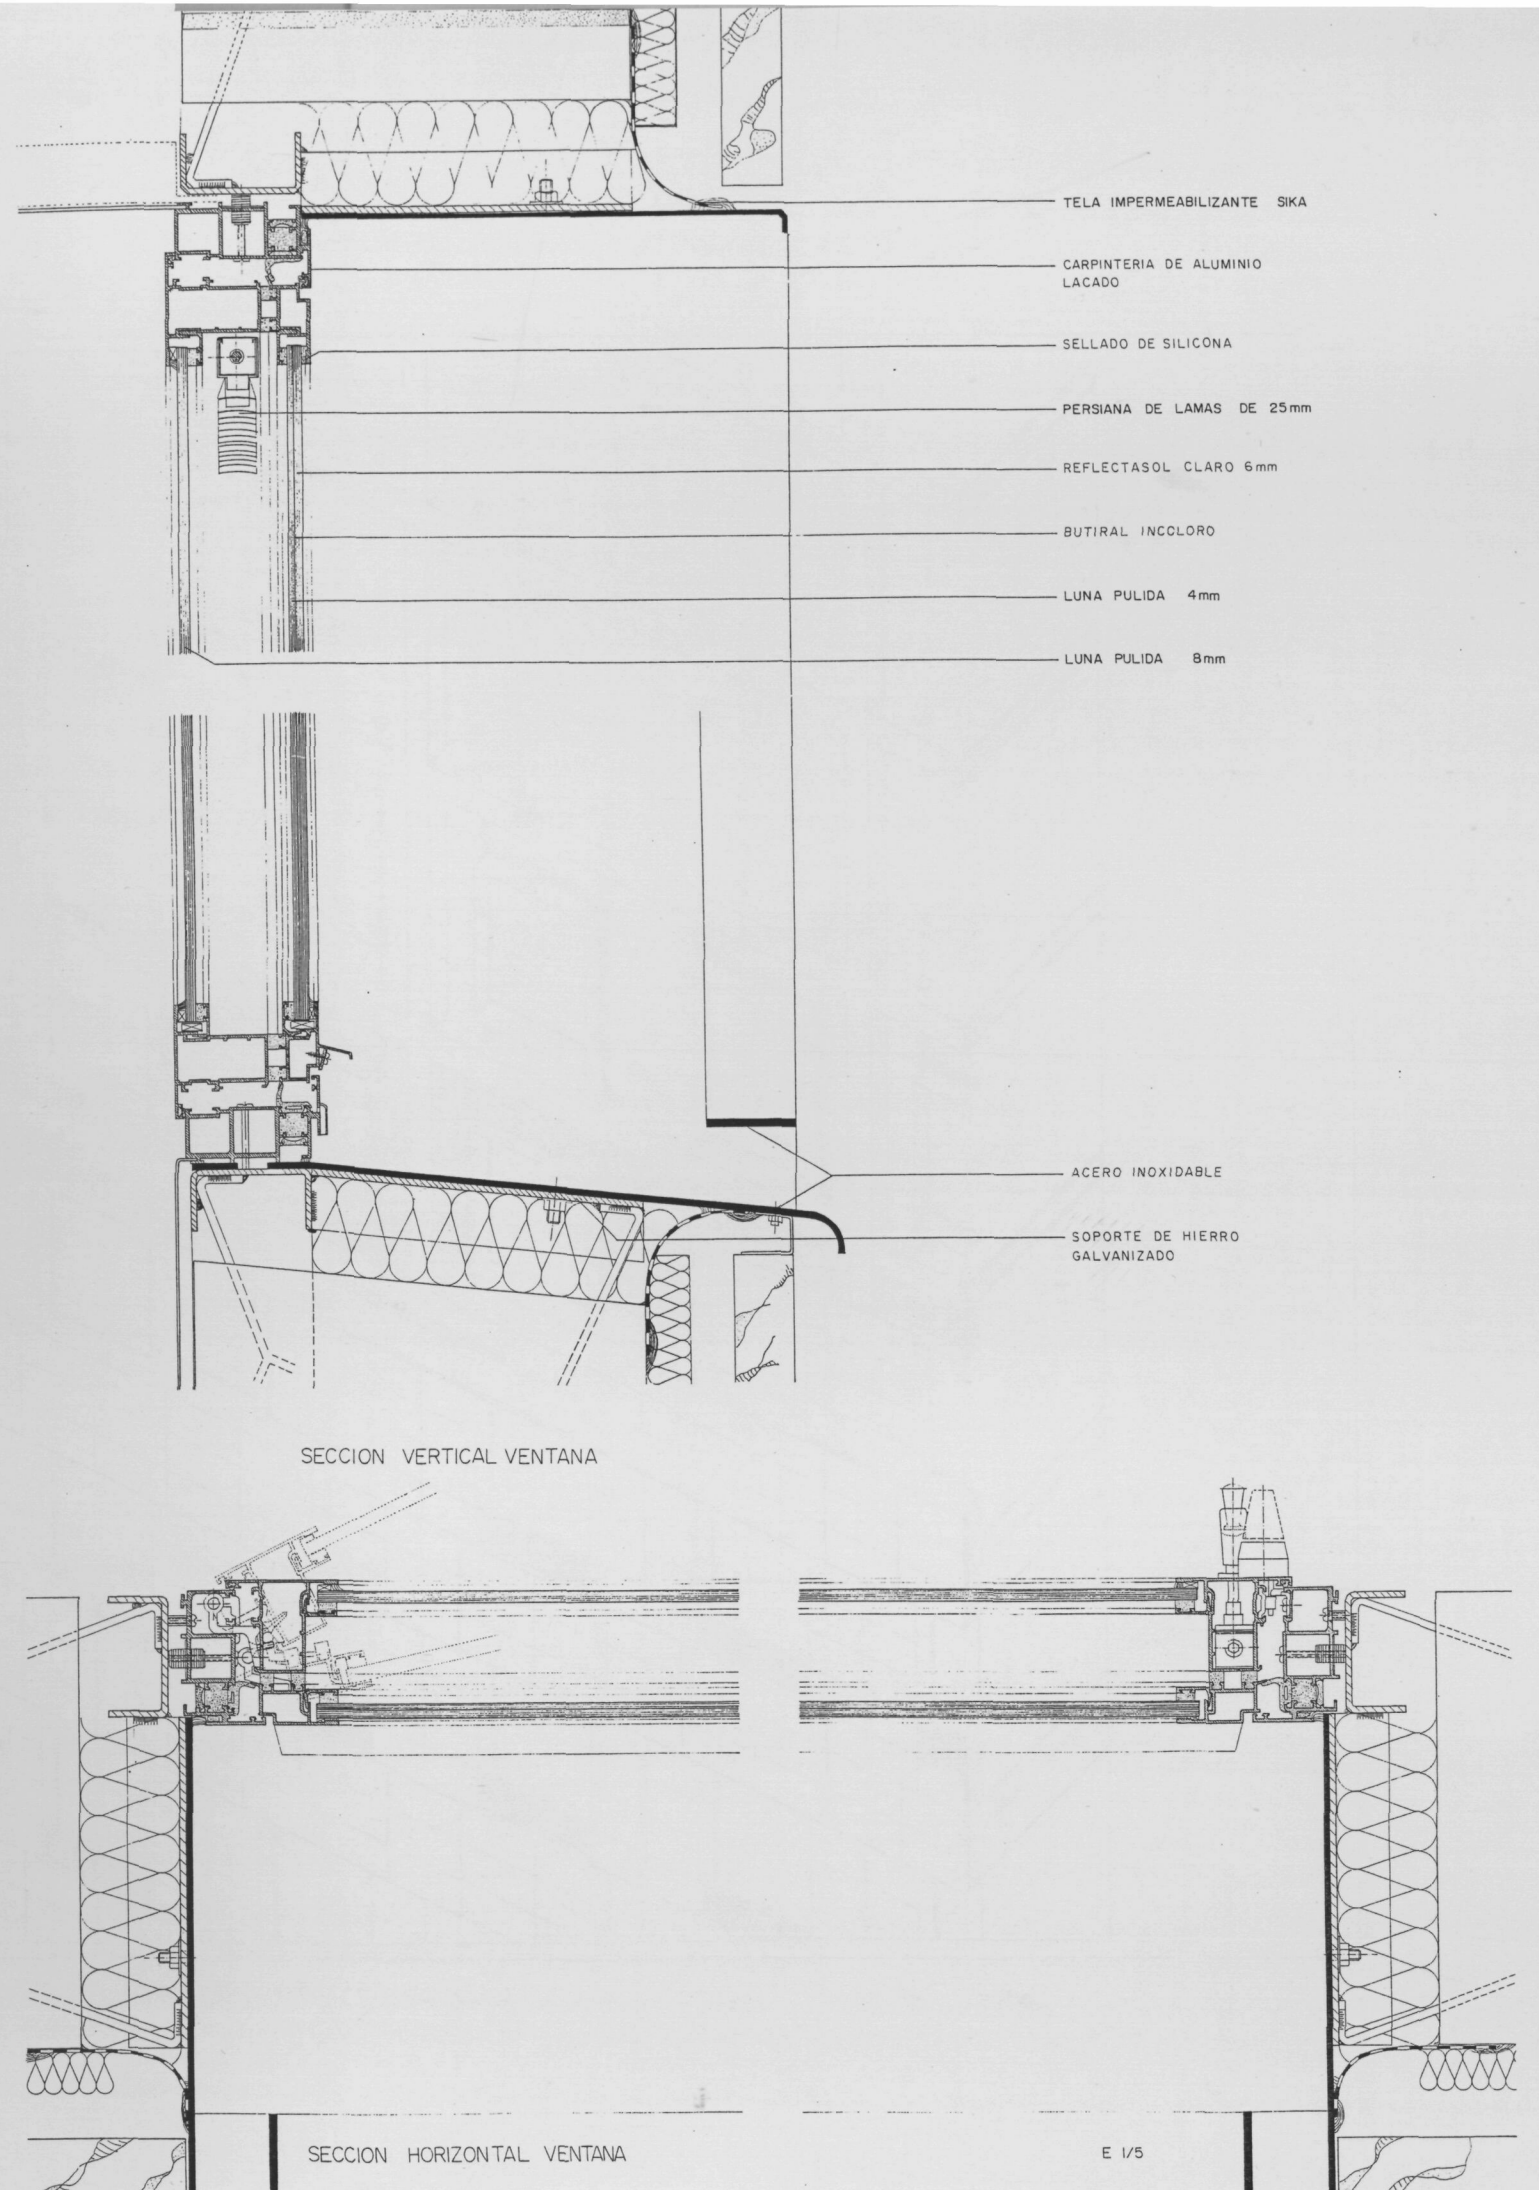 TELA IMPERMEABILIZANTE SIKA
CARPINTERIA DE ALUMINIO
LACADO
SELLADO DE SILICONA
PERSIANA DE LAMAS DE 25mm
REFLECTASOL CLARO 6mm
BUTIRAL INCOLORO
LUNA PULIDA 4mm
LUNA PULIDA 8mm
ACERO INOXIDABLE
SOPORTE DE HIERRO
GALVANIZADO
SECCION VERTICAL VENTANA
SECCION HORIZONTAL VENTANA
E 1/5